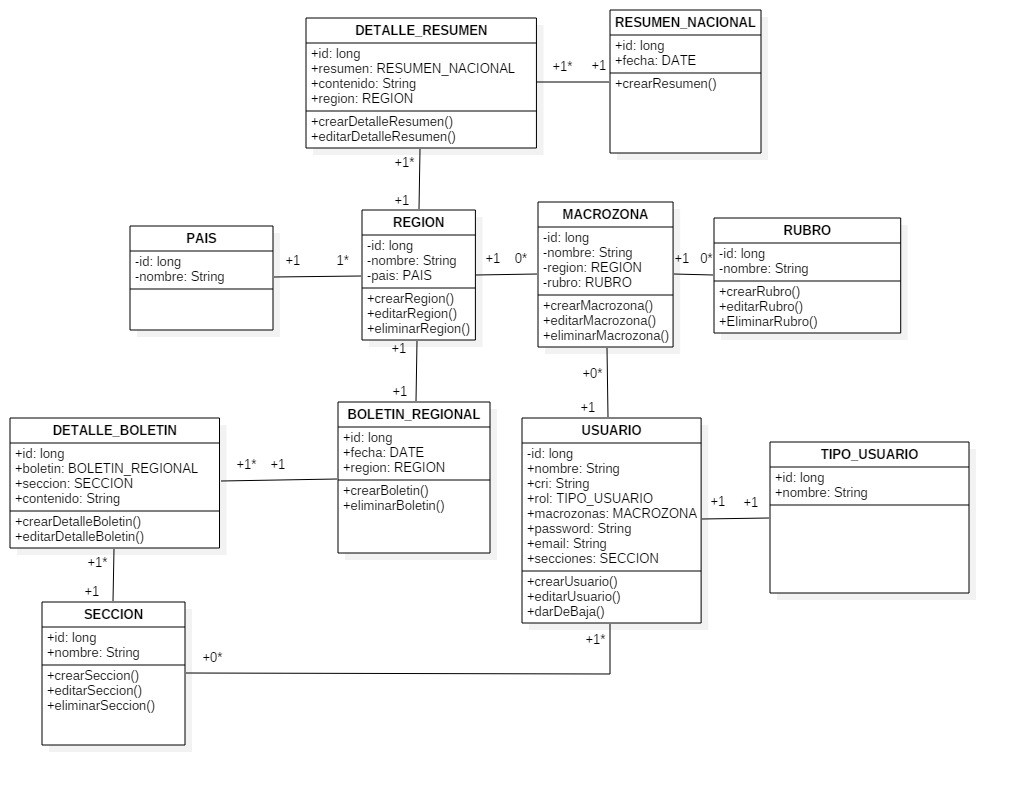 DETALLE_RESUMEN
+id: long
+resumen: RESUMEN_NACIONAL
+contenido: String
+region: REGION
+crearDetalleResumen()
+editarDetalleResumen()
+1*
+1
RESUMEN_NACIONAL
+id: long
+fecha: DATE
+crearResumen()
+1*
+1
PAIS
-id: long
-nombre: String
+1
1*
REGION
-id: long
-nombre: String
-pais: PAIS
+crearRegion()
+editarRegion()
+eliminarRegion()
+1
0*
MACROZONA
-id: long
-nombre: String
-region: REGION
-rubro: RUBRO
+crearMacrozona()
+editarMacrozona()
+eliminarMacrozona()
+1
0*
RUBRO
-id: long
-nombre: String
+crearRubro()
+editarRubro()
+EliminarRubro()
+1
+1
+0*
+1
DETALLE_BOLETIN
+id: long
+boletin: BOLETIN_REGIONAL
+seccion: SECCION
+contenido: String
+crearDetalleBoletin()
+editarDetalleBoletin()
+1*
+1
BOLETIN_REGIONAL
+id: long
+fecha: DATE
+region: REGION
+crearBoletin()
+eliminarBoletin()
USUARIO
-id: long
+nombre: String
+cri: String
+rol: TIPO_USUARIO
+macrozonas: MACROZONA
+password: String
+email: String
+secciones: SECCION
+crearUsuario()
+editarUsuario()
+darDeBaja()
+1
+1
TIPO_USUARIO
+id: long
+nombre: String
+1*
+1
SECCION
+id: long
+nombre: String
+crearSeccion()
+editarSeccion()
+eliminarSeccion()
+0*
+1*